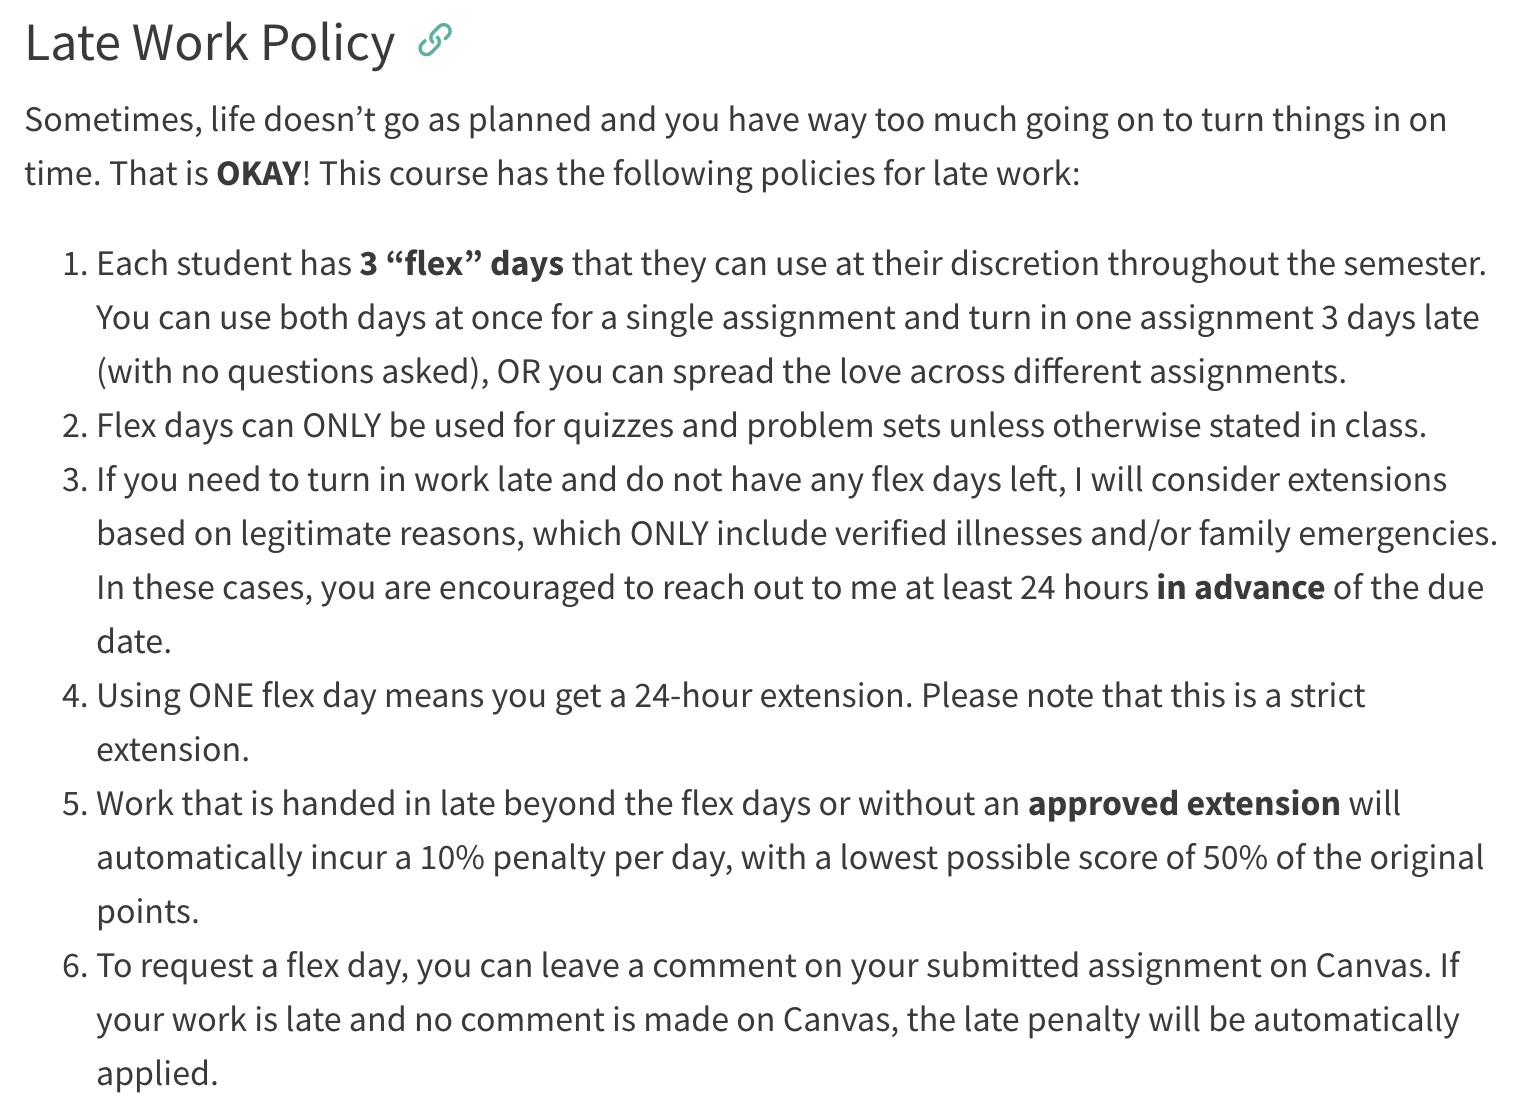 Late Work Policy
Sometimes, life doesn’t go as planned and you have way too much going on to turn things in on
time. That is OKAY! This course has the following policies for late work:
1. Each student has 3 “flex” days that they can use at their discretion throughout the semester.
You can use both days at once for a single assignment and turn in one assignment 3 days late
(with no questions asked), OR you can spread the love across different assignments.
2. Flex days can ONLY be used for quizzes and problem sets unless otherwise stated in class.
3. If you need to turn in work late and do not have any flex days left, I will consider extensions
based on legitimate reasons, which ONLY include verified illnesses and/or family emergencies.
In these cases, you are encouraged to reach out to me at least 24 hours in advance of the due
date.
4. Using ONE flex day means you get a 24-hour extension. Please note that this is a strict
extension.
5. Work that is handed in late beyond the flex days or without an approved extension will
automatically incur a 10% penalty per day, with a lowest possible score of 50% of the original
points.
6. To request a flex day, you can leave a comment on your submitted assignment on Canvas. If
your work is late and no comment is made on Canvas, the late penalty will be automatically
applied.